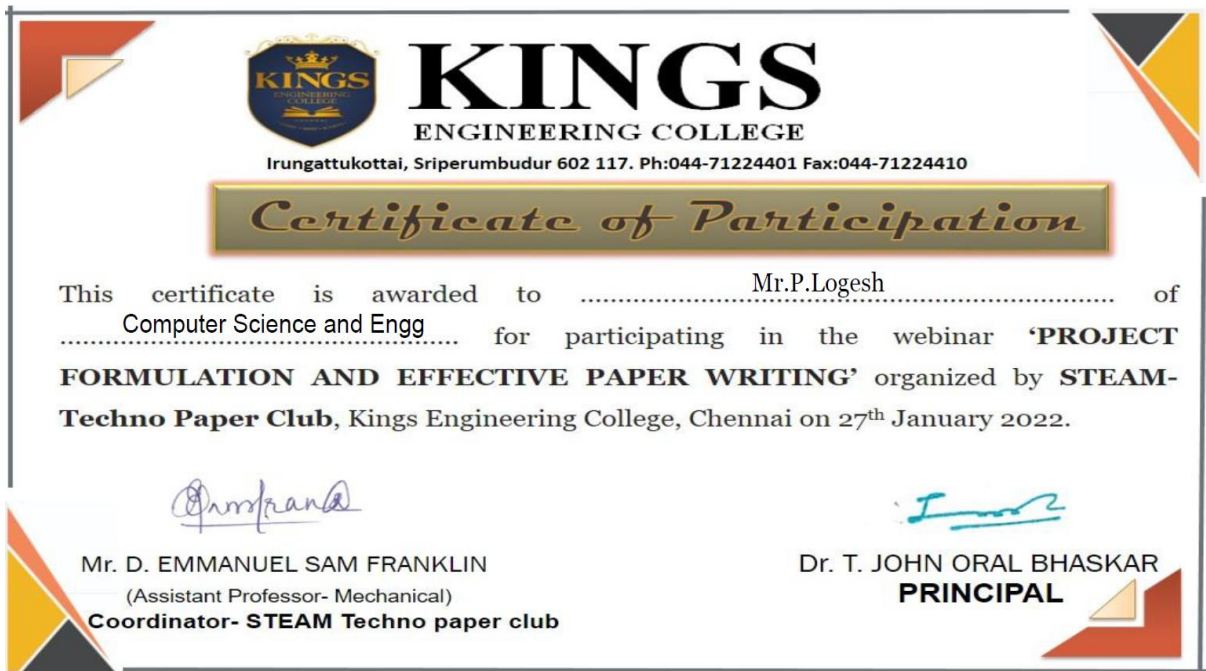 KINGS
ENGINEERING
COLLEGE
KINGS
ENGINEERING COLLEGE
Irungattukottai, Sriperumbudur 602 117. Ph:044-71224401 Fax:044-71224410
Certificate of Participation
This certificate is awarded to ........Mr.P.Logesh........ of
Computer Science and Engg........ for participating in the webinar ‘PROJECT
FORMULATION AND EFFECTIVE PAPER WRITING’ organized by STEAM-
Techno Paper Club, Kings Engineering College, Chennai on 27th January 2022.
Mr. D. EMMANUEL SAM FRANKLIN
(Assistant Professor- Mechanical)
Coordinator- STEAM Techno paper club
Dr. T. JOHN ORAL BHASKAR
PRINCIPAL